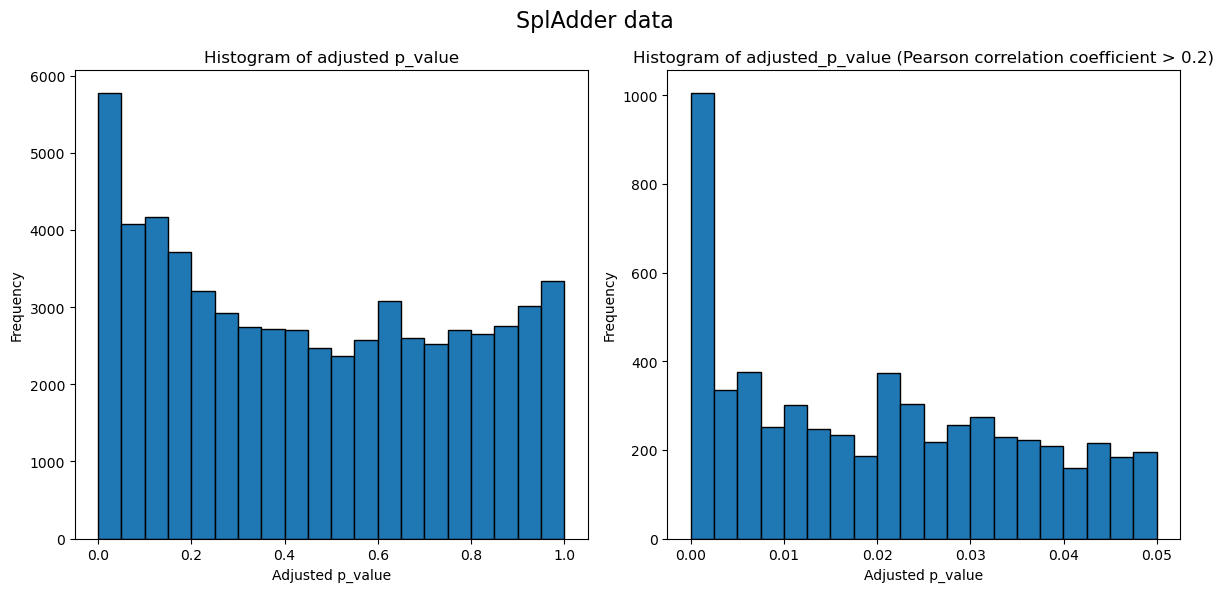 SplAdder data
Histogram of adjusted p_value
6000
5000
4000
3000
2000
1000
0
Frequency
0.0 0.2 0.4 0.6 0.8 1.0
Adjusted p_value
Histogram of adjusted_p_value (Pearson correlation coefficient > 0.2)
1000
800
600
400
200
0
Frequency
0.00 0.01 0.02 0.03 0.04 0.05
Adjusted p_value